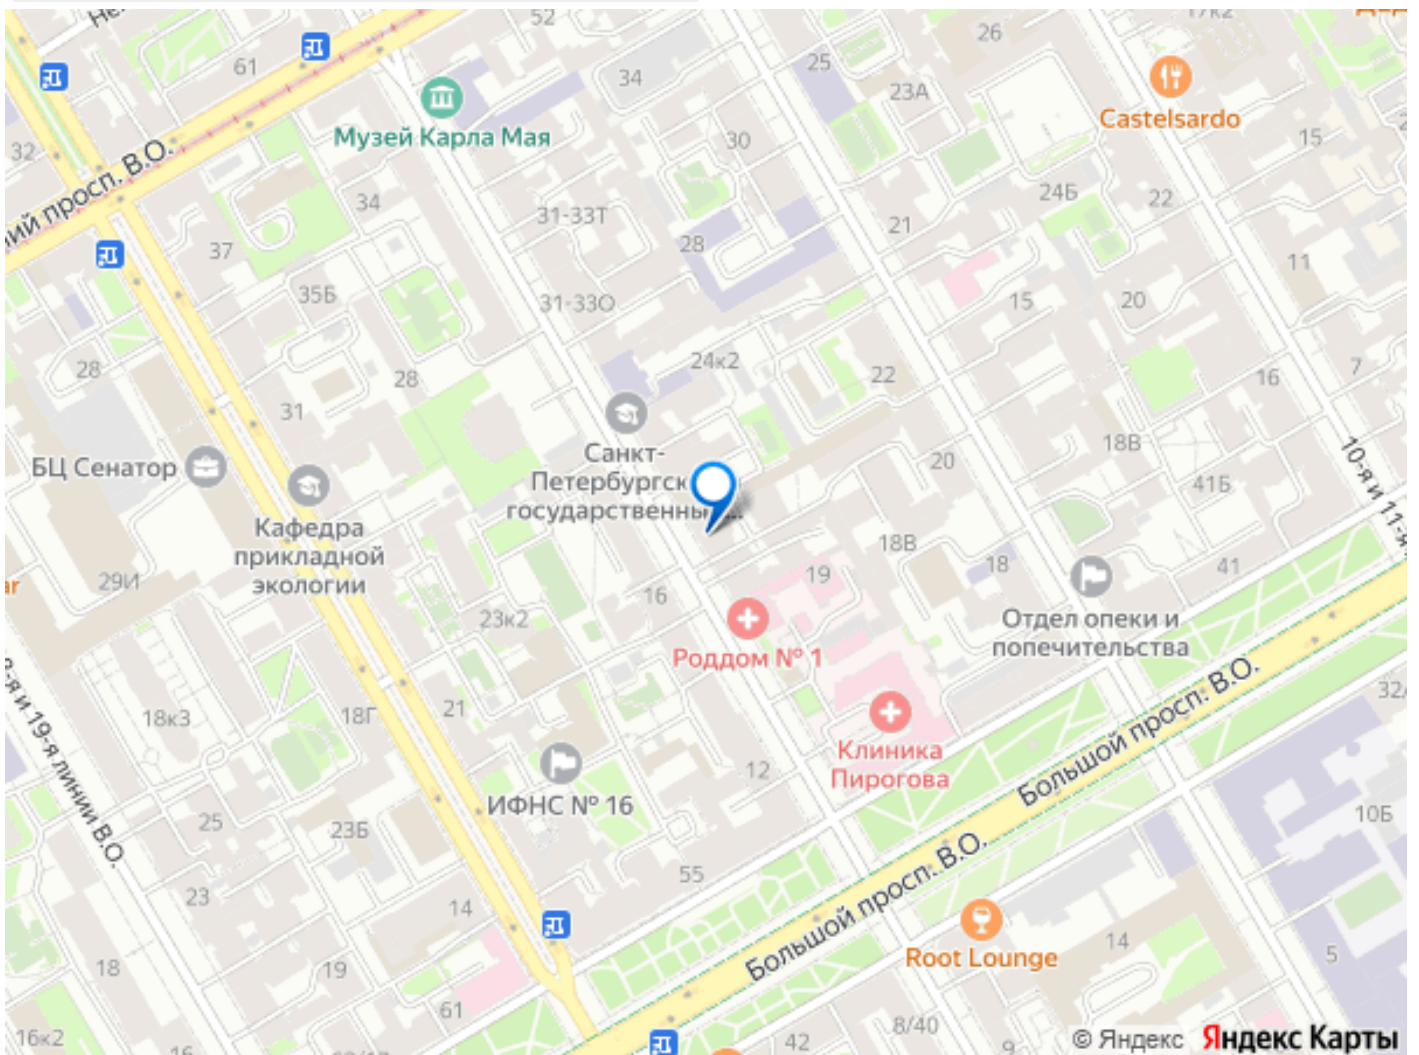 52
26
17к2
61
34
25
23А
Castelsardo
Музей Карла Мая
32
30
15
34
31-33Т
24Б
22
21
28
37
35Б
31-33О
11
15
20
28
24к2
22
16
7
28
31
Санкт-
Петербургск
государственны...
18В
20
41Б
БЦ Сенатор
Кафедра
прикладной
экологии
29И
18В
19
18
41
16
23к2
Отдел опеки и
попечительства
Роддом № 1
18к3
18Г
21
Клиника
Пирогова
12
ИФНС № 16
25
23Б
10Б
55
23
14
Большой просп. В.О.
Большой просп. В.О.
19-я линии В.О.
10-я и 11-я
просп. В.О.
Root Lounge
14
5
18
19
61
8/40
42
9
16к2
16
© Яндекс Яндекс Карты